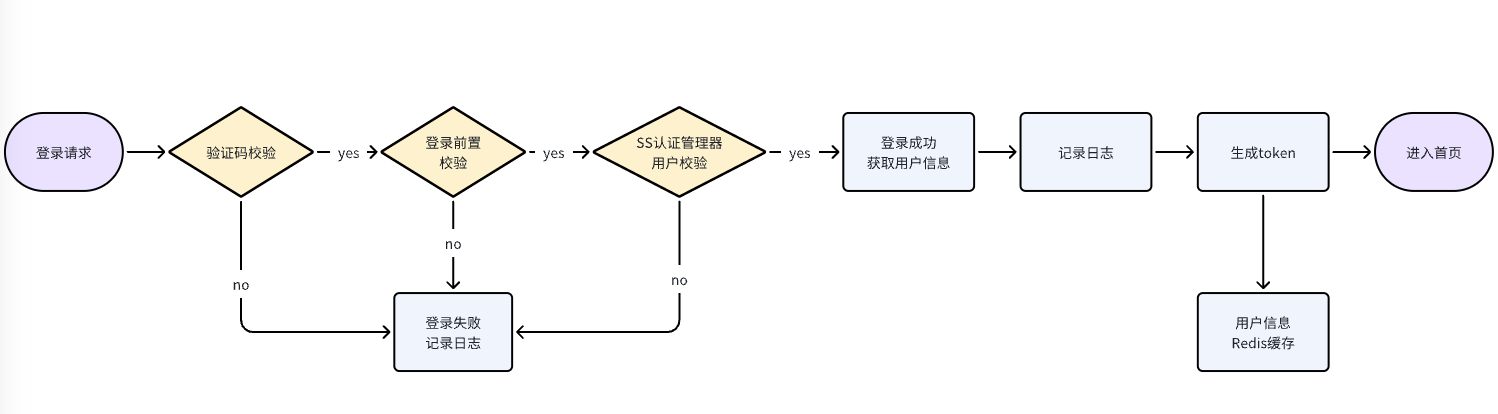 登录请求
验证码校验
yes
登录前置
校验
yes
SS认证管理器
用户校验
yes
登录成功
获取用户信息
记录日志
生成token
进入首页
no
no
no
登录失败
记录日志
用户信息
Redis缓存